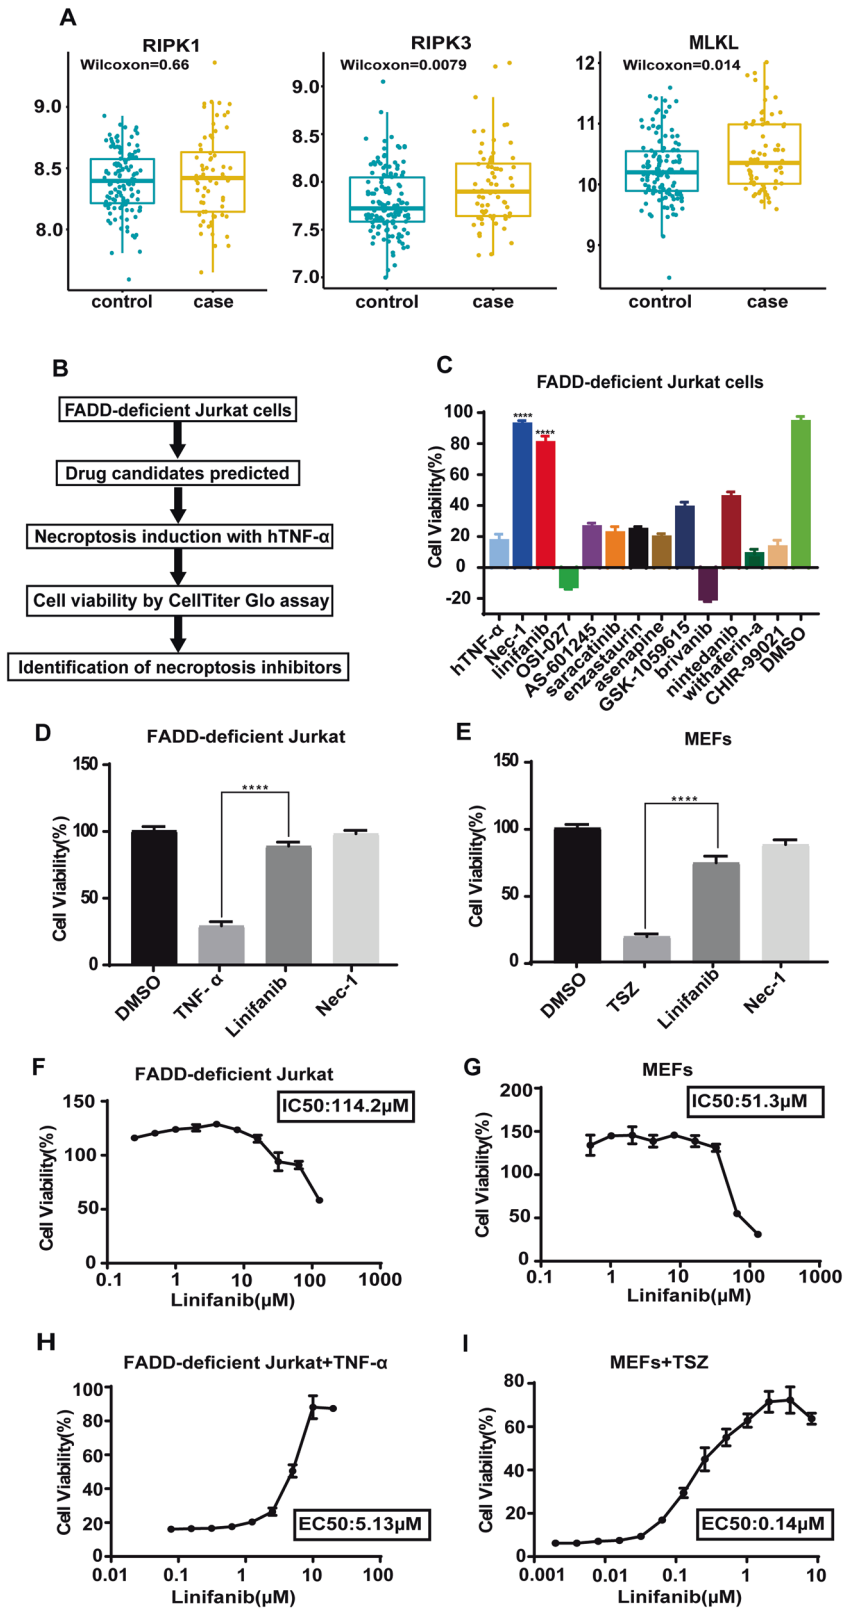 A
RIPK1
Wilcoxon=0.66
9.0
8.5
8.0
control
case
RIPK3
Wilcoxon=0.0079
9.0
8.5
8.0
7.5
7.0
control
case
MLKL
Wilcoxon=0.014
12
11
10
9
control
case
B
FADD-deficient Jurkat cells
Drug candidates predicted
Necroptosis induction with hTNF-α
Cell viability by CellTiter Glo assay
Identification of necroptosis inhibitors
C
FADD-deficient Jurkat cells
Cell Viability(%)
100
80
60
40
20
0
-20
****
****
hTNF-α
Nec-1
linifanib
OSI-027
AS-601245
saracatinib
enzastaurin
asenapine
GSK-1059615
brivanib
nintedanib
withaferin-a
CHIR-99021
DMSO
D
FADD-deficient Jurkat
Cell Viability(%)
150
100
50
0
****
DMSO
TNF- α
Linifanib
Nec-1
E
MEFs
Cell Viability(%)
150
100
50
0
****
DMSO
TSZ
Linifanib
Nec-1
F
FADD-deficient Jurkat
IC50:114.2μM
Cell Viability(%)
150
100
50
0
0.1
1
10
100
1000
Linifanib(μM)
G
MEFs
IC50:51.3μM
Cell Viability(%)
200
150
100
50
0
0.1
1
10
100
1000
Linifanib(μM)
H
FADD-deficient Jurkat+TNF-α
Cell Viability(%)
100
80
60
40
20
0
EC50:5.13μM
0.01
0.1
1
10
100
Linifanib(μM)
I
MEFs+TSZ
Cell Viability(%)
80
60
40
20
0
EC50:0.14μM
0.001
0.01
0.1
1
10
Linifanib(μM)